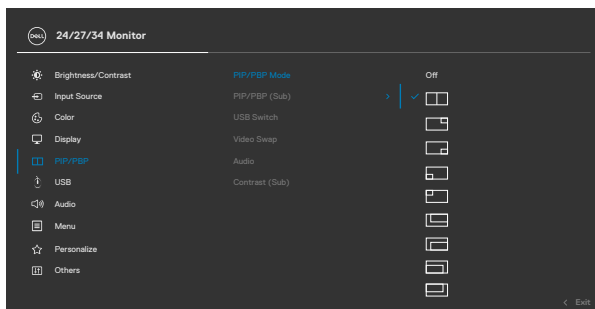 DELL 24/27/34 Monitor
Brightness/Contrast PIP/PBP Mode Off
Input Source PIP/PBP (Sub)
Color USB Switch
Display Video Swap
PIP/PBP Audio
USB Contrast (Sub)
Audio
Menu
Personalize
Others
Exit